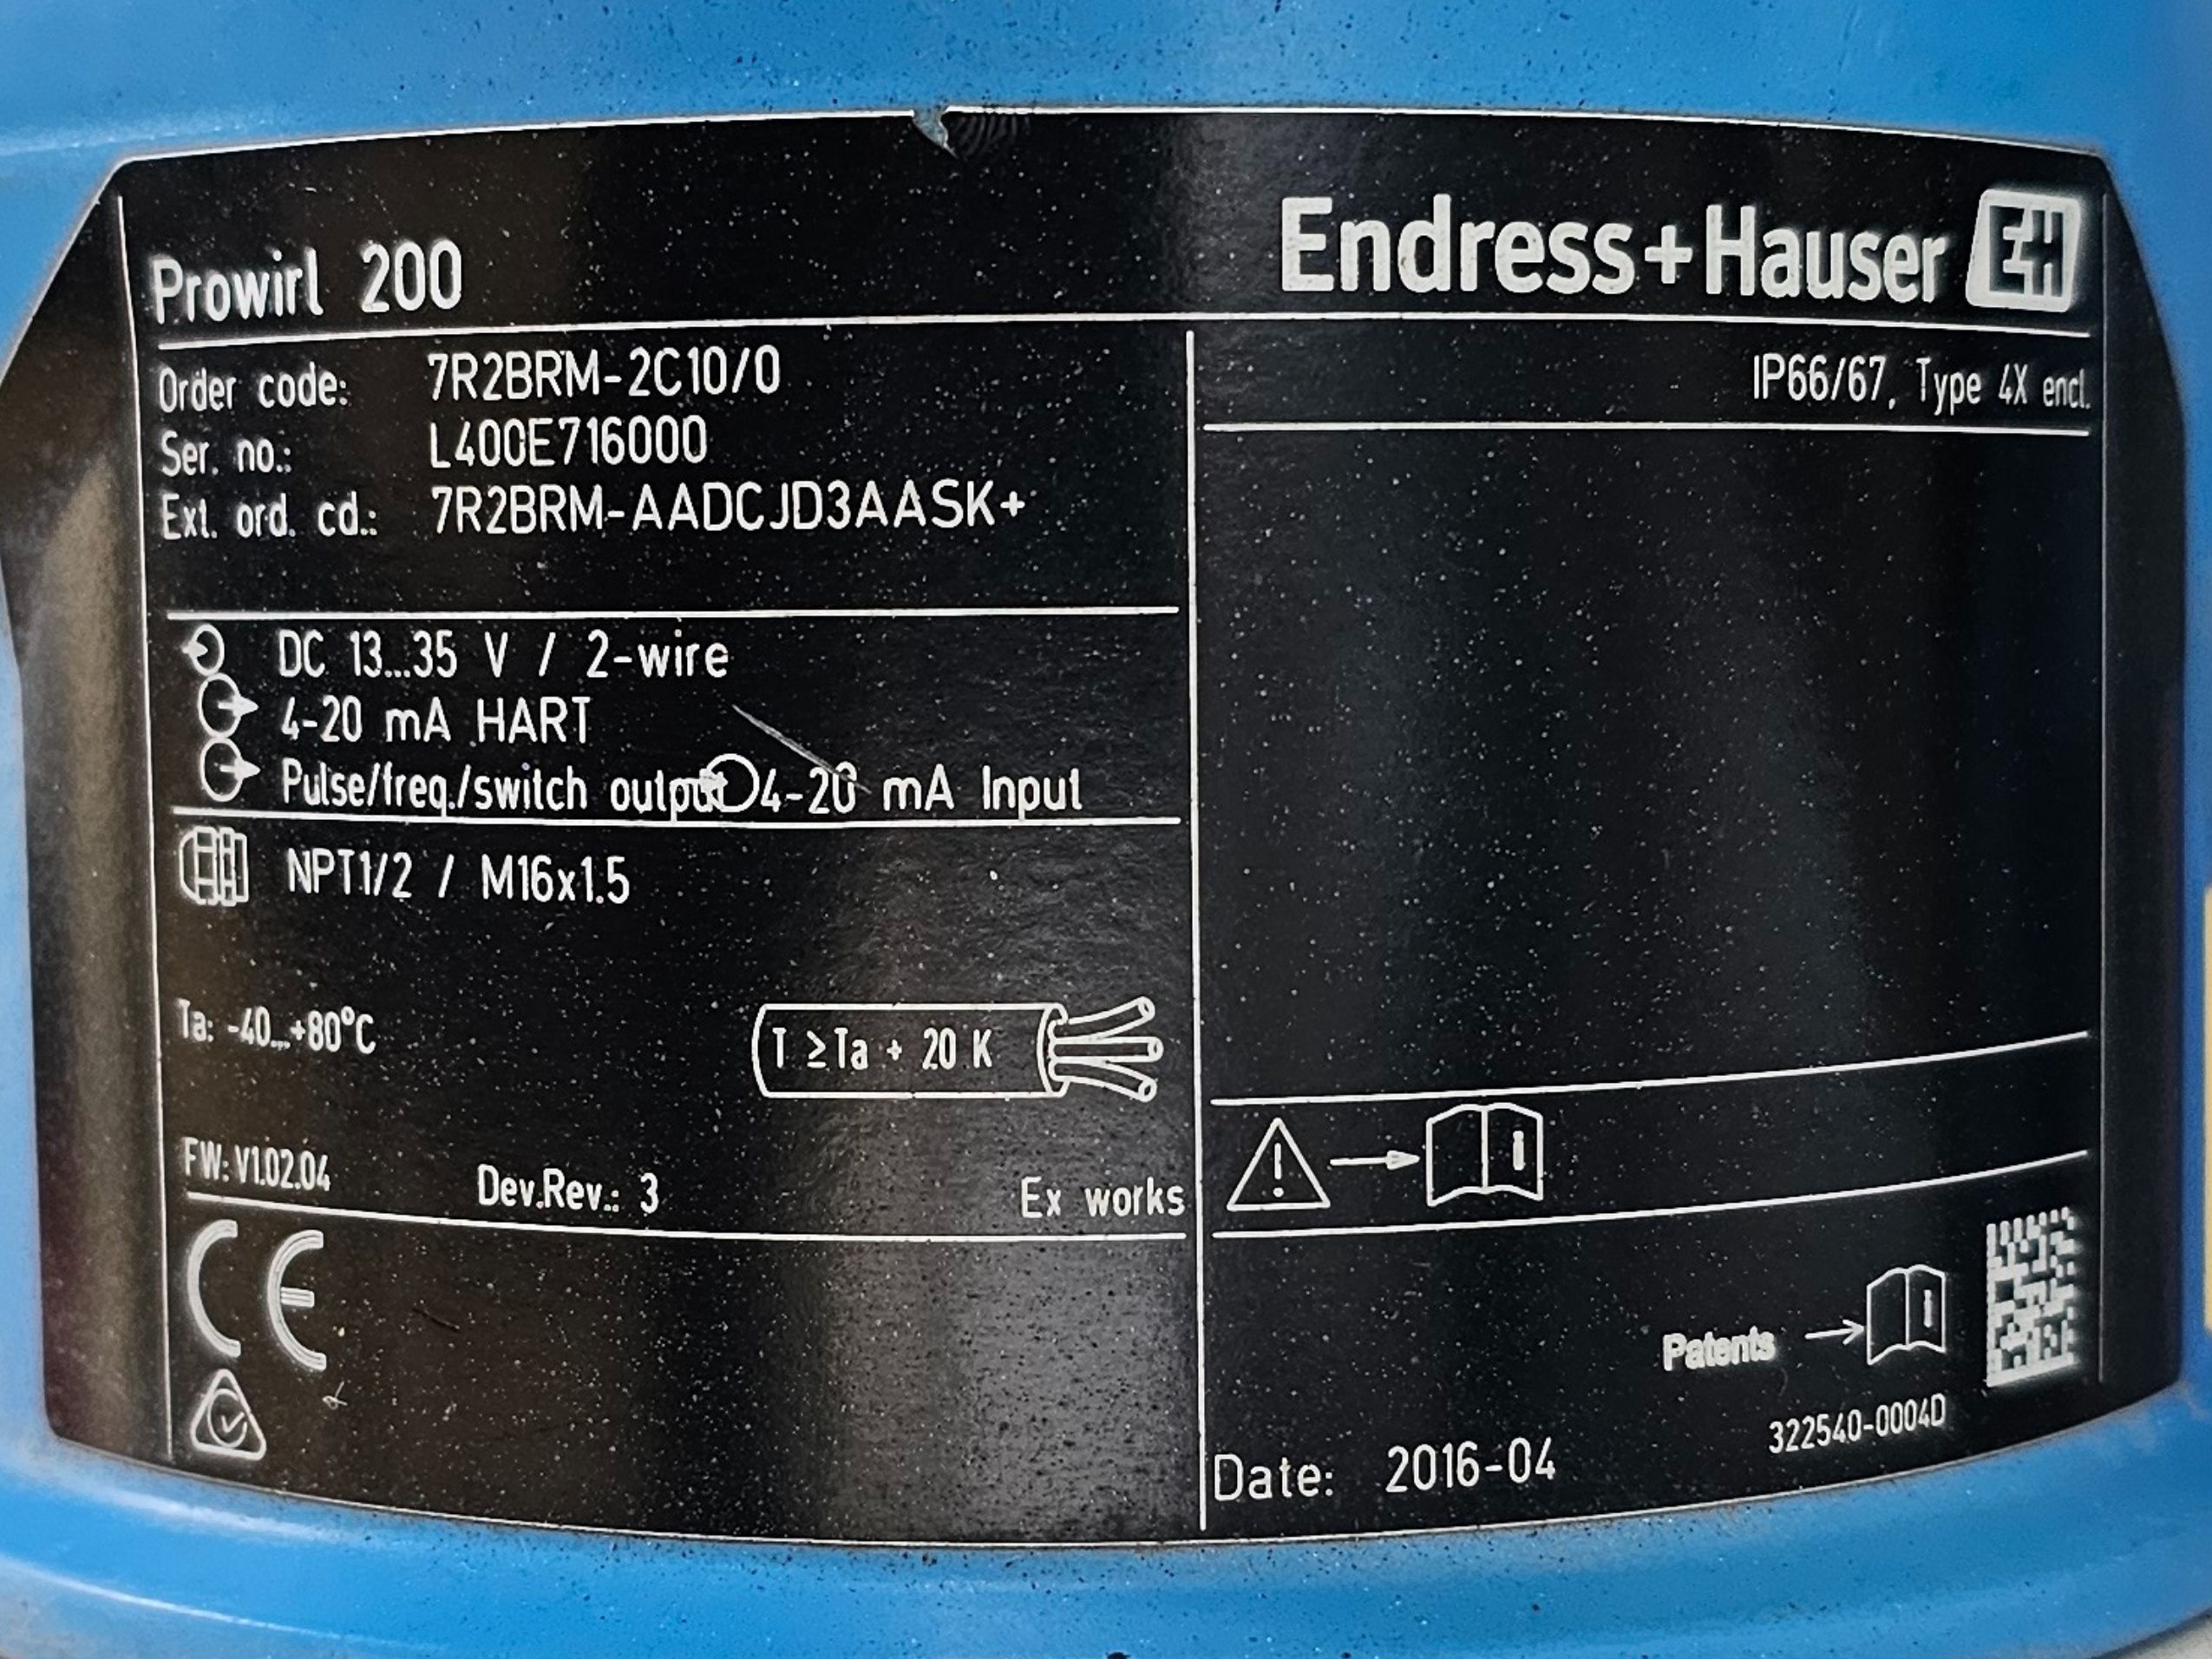 Prowirl 200
Endress+Hauser EH
Order code: 7R2BRM-2C10/0
Ser. no.: L400E716000
Ext. ord. cd.: 7R2BRM-AADCJD3AASK+
IP66/67, Type 4X encl.
DC 13...35 V / 2-wire
4-20 mA HART
Pulse/freq./switch output 4-20 mA Input
NPT1/2 / M16x1.5
Ta: -40...+80°C
T ≥Ta + 20 K
FW: V1.02.04 Dev.Rev.: 3 Ex works
CE
Patents
322540-0004D
Date: 2016-04